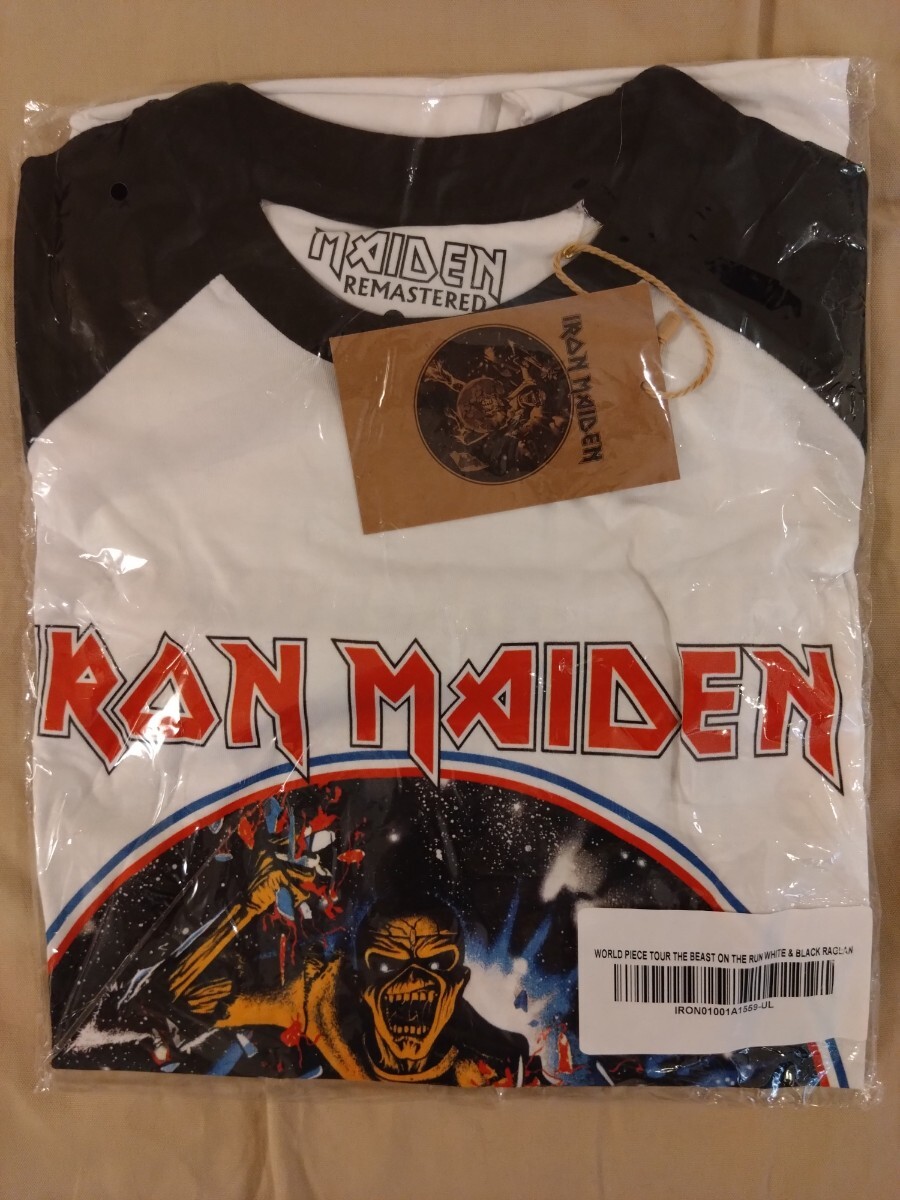 MAIDEN
REMASTERED
IRON MAIDEN
IRON MAIDEN
WORLD PIECE TOUR THE BEAST ON THE RUN WHITE & BLACK RAGLAN
IRON01001A1559-UL